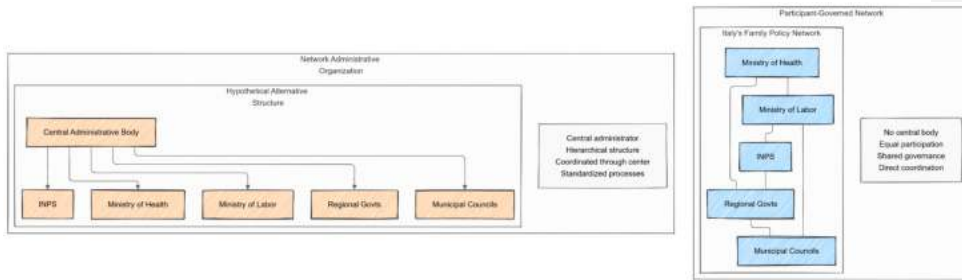 Network Administrative
Organization
Hypothetical Alternative
Structure
Central Administrative Body
INPS
Ministry of Health
Ministry of Labor
Regional Govts
Municipal Councils
Central administrator
Hierarchical structure
Coordinated through center
Standardized processes
Participant-Governed Network
Italy's Family Policy Network
Ministry of Health
Ministry of Labor
INPS
Regional Govts
Municipal Councils
No central body
Equal participation
Shared governance
Direct coordination